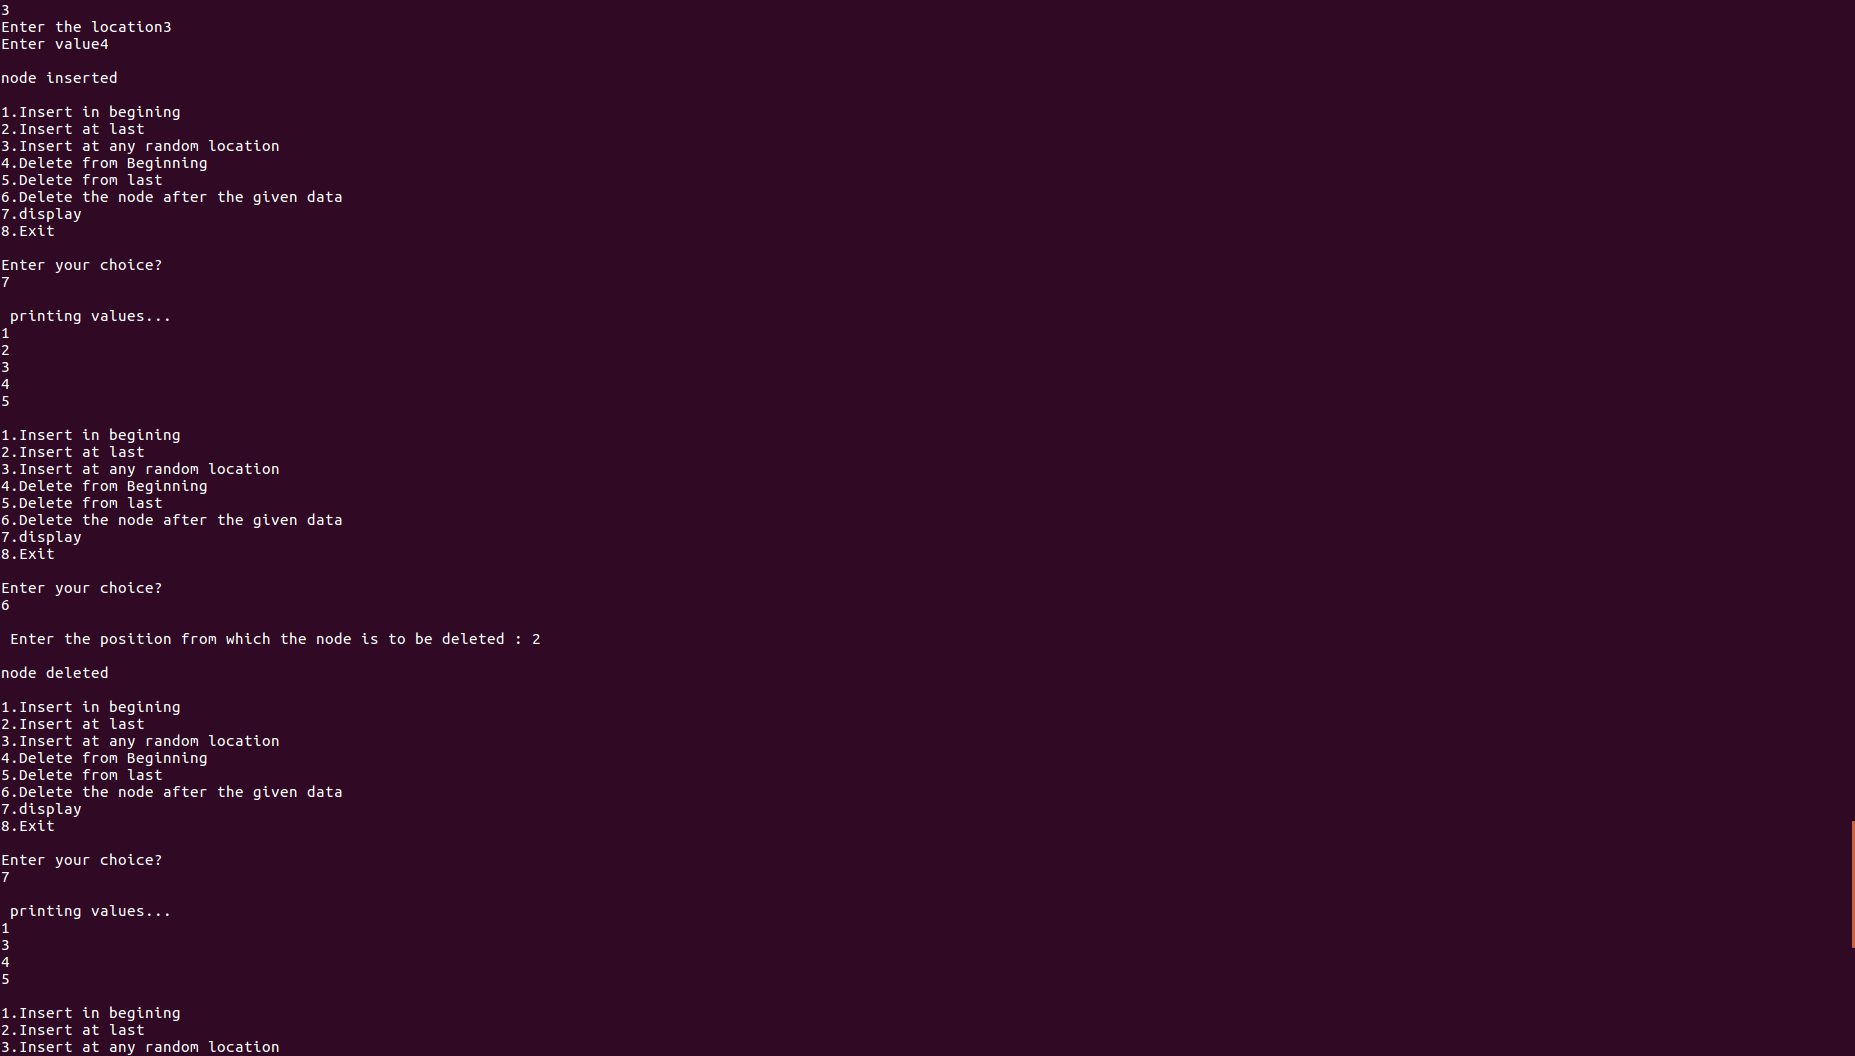 3
Enter the location3
Enter value4
node inserted
1.Insert in begining
2.Insert at last
3.Insert at any random location
4.Delete from Beginning
5.Delete from last
6.Delete the node after the given data
7.display
8.Exit
Enter your choice?
7
printing values...
1
2
3
4
5
1.Insert in begining
2.Insert at last
3.Insert at any random location
4.Delete from Beginning
5.Delete from last
6.Delete the node after the given data
7.display
8.Exit
Enter your choice?
6
Enter the position from which the node is to be deleted : 2
node deleted
1.Insert in begining
2.Insert at last
3.Insert at any random location
4.Delete from Beginning
5.Delete from last
6.Delete the node after the given data
7.display
8.Exit
Enter your choice?
7
printing values...
1
3
4
5
1.Insert in begining
2.Insert at last
3.Insert at any random location